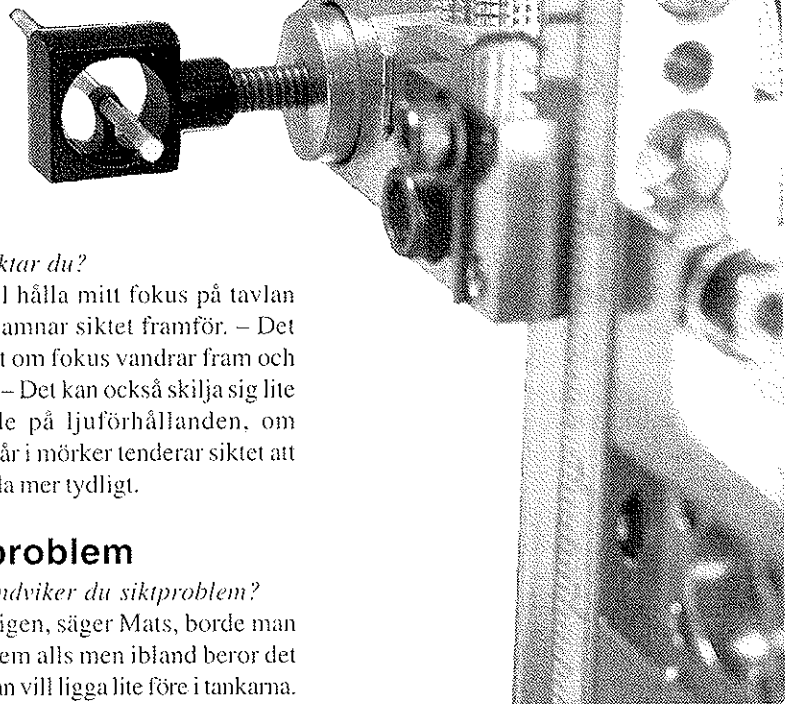 ktar du?
l hålla mitt fokus på tavlan
amnar siktet framför. – Det
t om fokus vandrar fram och
– Det kan också skilja sig lite
le på ljuförhållanden, om
år i mörker tenderar siktet att
la mer tydligt.
problem
ndviker du siktproblem?
igen, säger Mats, borde man
em alls men ibland beror det
an vill ligga lite före i tankarna.